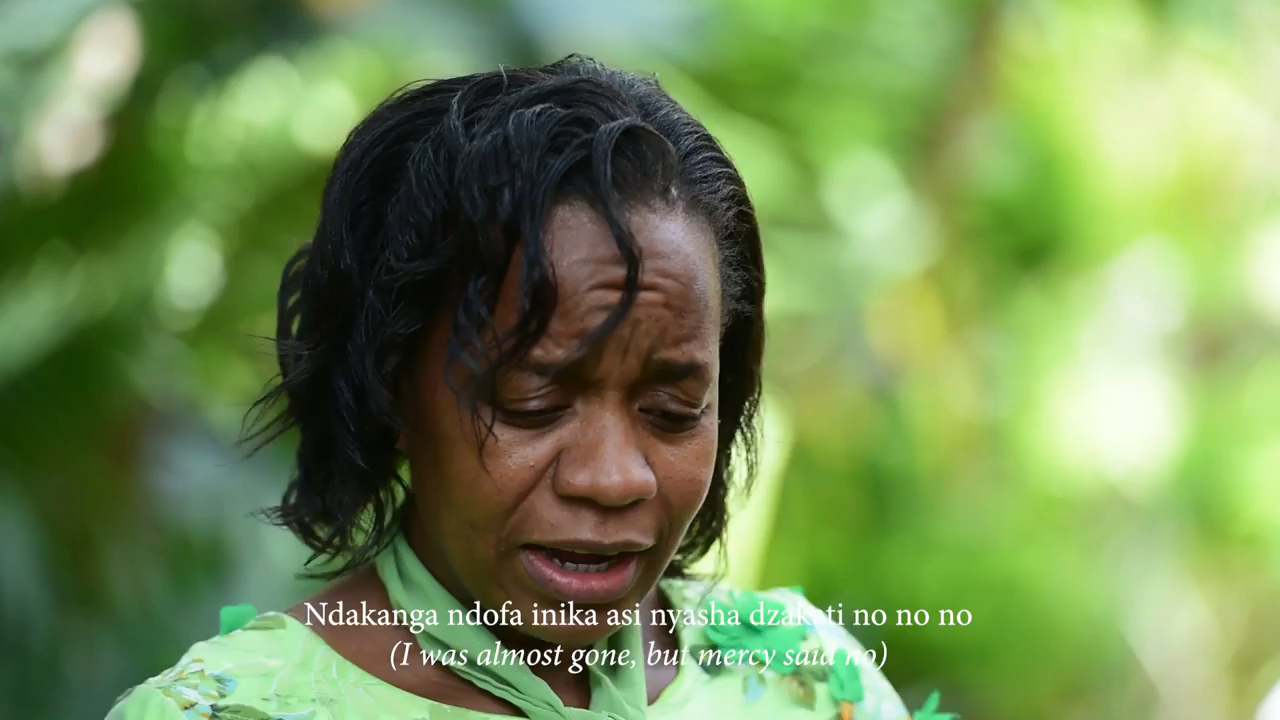 Ndakanga ndofa inika asi nyasha dzakati no no no
(I was almost gone, but mercy said no)